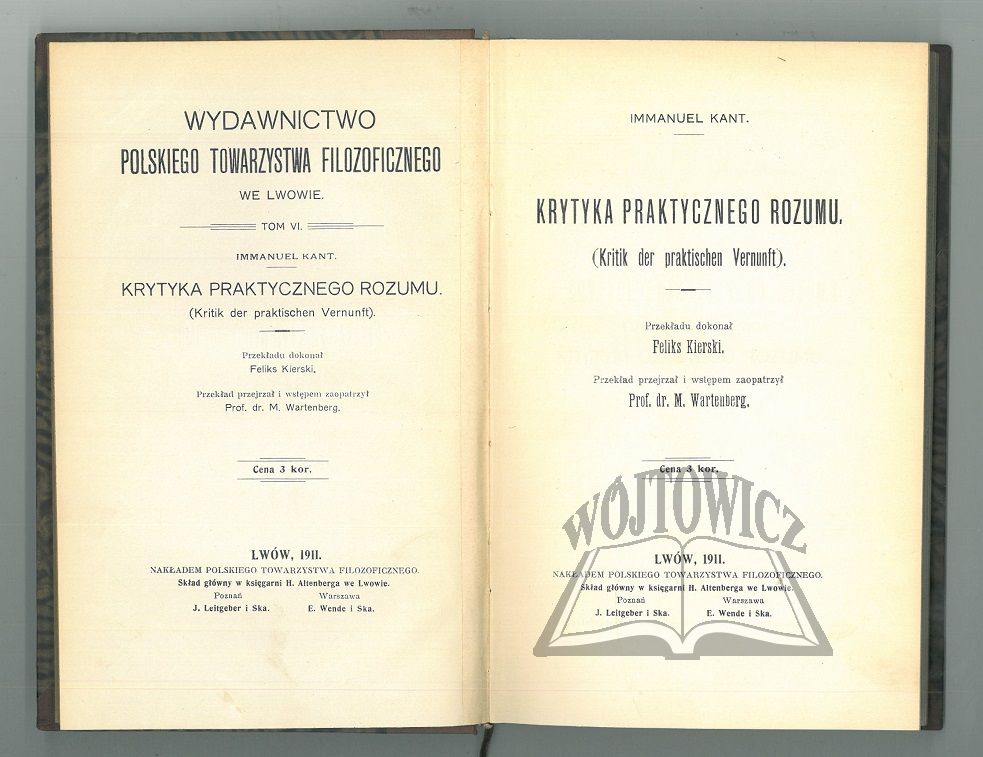 WYDAWNICTWO
POLSKIEGO TOWARZYSTWA FILOZOFICZNEGO
WE LWOWIE.
TOM VI.
IMMANUEL KANT.
KRYTYKA PRAKTYCZNEGO ROZUMU.
(Kritik der praktischen Vernunft).
Przekładu dokonał
Feliks Kierski.
Przekład przejrzał i wstępem zaopatrzył
Prof. dr. M. Wartenberg.
Cena 3 kor.
LWÓW, 1911.
NAKŁADEM POLSKIEGO TOWARZYSTWA FILOZOFICZNEGO.
Skład główny w księgarni H. Altenberga we Lwowie.
Poznań Warszawa
J. Leitgeber i Ska. E. Wende i Ska.
IMMANUEL KANT.
KRYTYKA PRAKTYCZNEGO ROZUMU.
(Kritik der praktischen Vernunft).
Przekładu dokonał
Feliks Kierski.
Przekład przejrzał i wstępem zaopatrzył
Prof. dr. M. Wartenberg.
Cena 3 kor.
WÓJTOWICZ
LWÓW, 1911.
NAKŁADEM POLSKIEGO TOWARZYSTWA FILOZOFICZNEGO.
Skład główny w księgarni H. Altenberga we Lwowie.
Poznań Warszawa
J. Leitgeber i Ska. E. Wende i Ska.